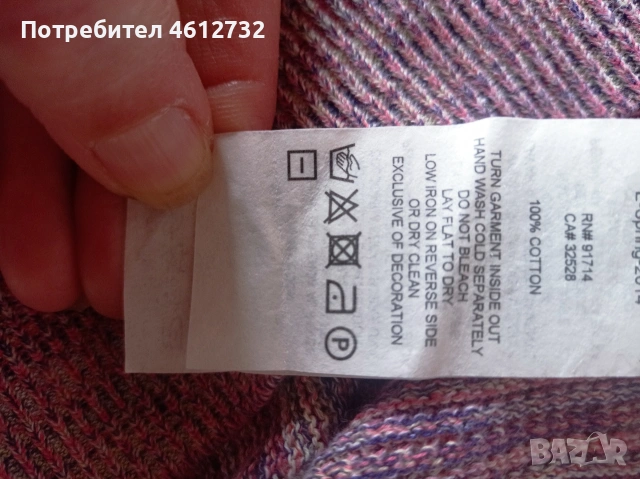 Потребител 4612732
RN# 91714
CA# 32528
100% COTTON
TURN GARMENT INSIDE OUT
HAND WASH COLD SEPARATELY
DO NOT BLEACH
LAY FLAT TO DRY
LOW IRON ON REVERSE SIDE
OR DRY CLEAN
EXCLUSIVE OF DECORATION
P
BAZAR